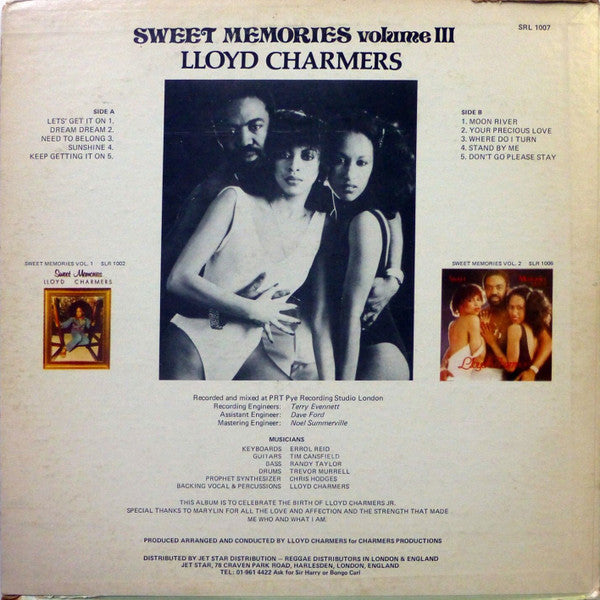 SRL 1007
SWEET MEMORIES volume III
LLOYD CHARMERS
SIDE A
LETS' GET IT ON 1,
DREAM DREAM 2.
NEED TO BELONG 3.
SUNSHINE 4.
KEEP GETTING IT ON 5.
SIDE B
1. MOON RIVER
2. YOUR PRECIOUS LOVE
3. WHERE DO I TURN
4. STAND BY ME
5. DON'T GO PLEASE STAY
SWEET MEMORIES VOL. 1 SLR 1002
Sweet Memories
LLOYD CHARMERS
SWEET MEMORIES VOL. 2 SLR 1006
Recorded and mixed at PRT Pye Recording Studio London
Recording Engineers: Terry Evennett
Assistant Engineer: Dave Ford
Mastering Engineer: Noel Summerville
MUSICIANS
KEYBOARDS ERROL REID
GUITARS TIM CANSFIELD
BASS RANDY TAYLOR
DRUMS TREVOR MURRELL
PROPHET SYNTHESIZER CHRIS HODGES
BACKING VOCAL & PERCUSSIONS LLOYD CHARMERS
THIS ALBUM IS TO CELEBRATE THE BIRTH OF LLOYD CHARMERS JR.
SPECIAL THANKS TO MARYLIN FOR ALL THE LOVE AND AFFECTION AND THE STRENGTH THAT MADE
ME WHO AND WHAT I AM.
PRODUCED ARRANGED AND CONDUCTED BY LLOYD CHARMERS for CHARMERS PRODUCTIONS
DISTRIBUTED BY JET STAR DISTRIBUTION — REGGAE DISTRIBUTORS IN LONDON & ENGLAND
JET STAR, 78 CRAVEN PARK ROAD, HARLESDEN, LONDON, ENGLAND
TEL: 01-961 4422 Ask for Sir Harry or Bongo Carl